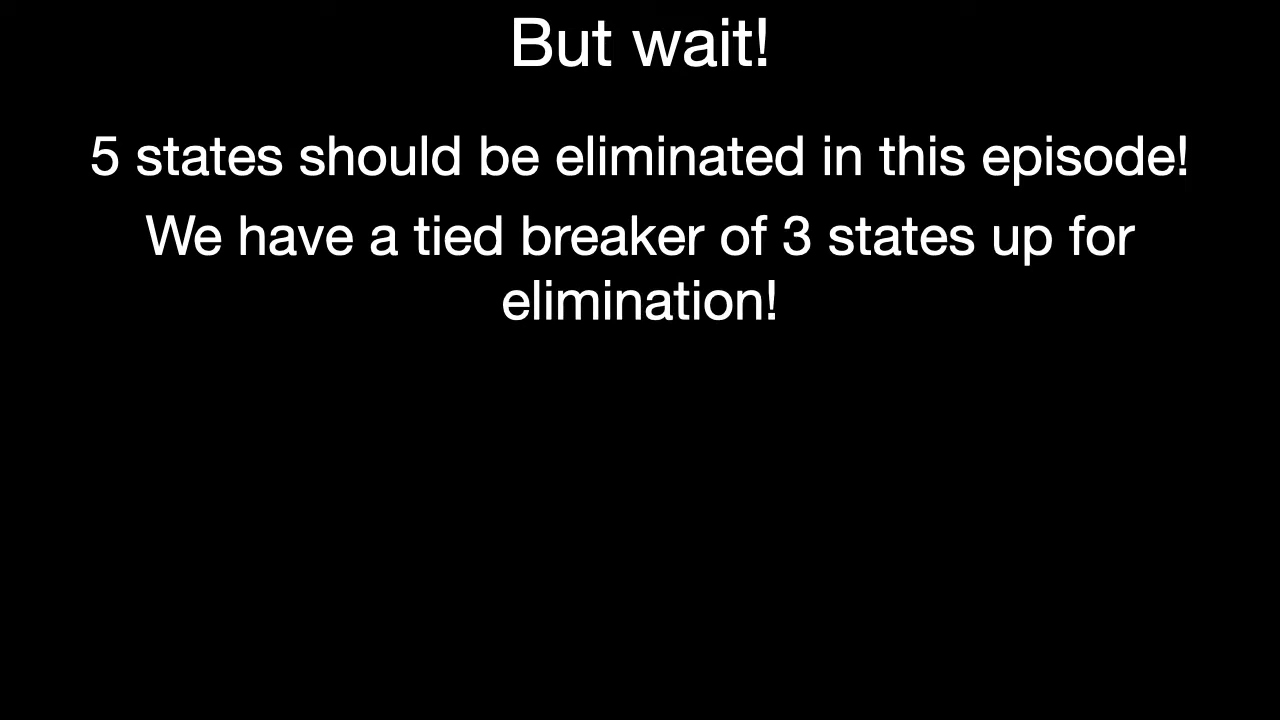 But wait!
5 states should be eliminated in this episode!
We have a tied breaker of 3 states up for
elimination!